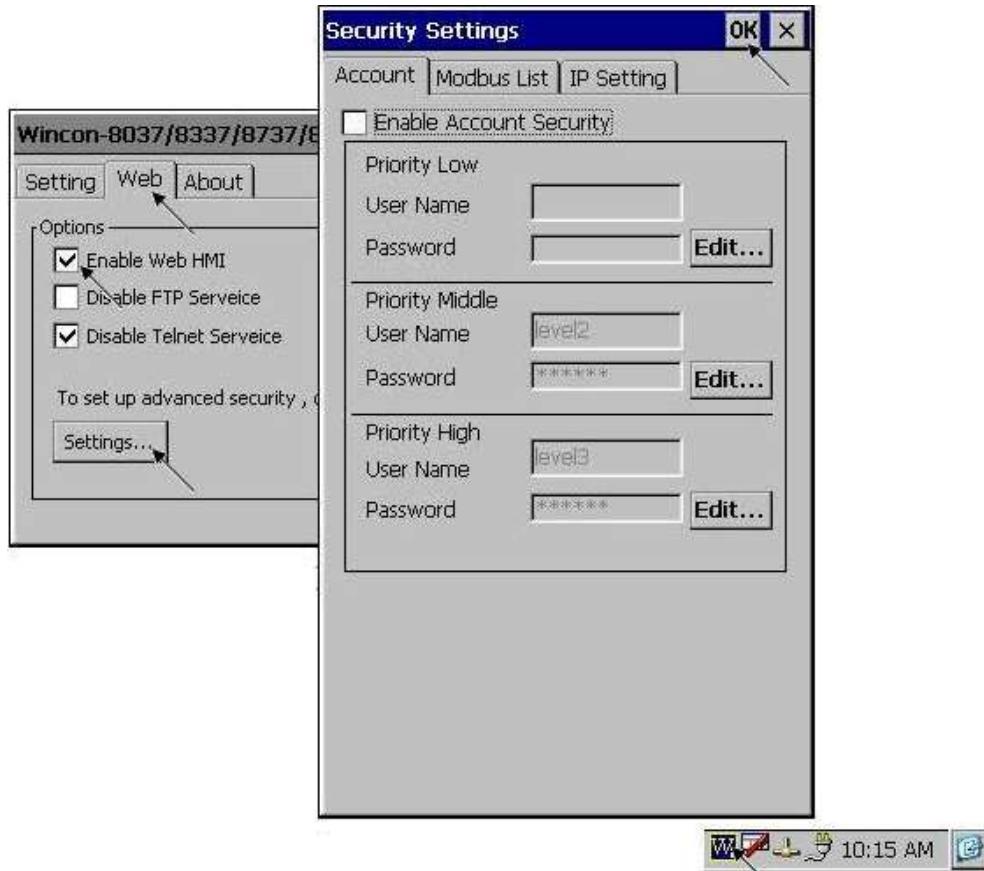 Wincon-8037/8337/8737/
Setting Web About
Options
Enable Web HMI
Disable FTP Serveice
Disable Telnet Serveice
To set up advanced security ,
Settings...
Security Settings OK ×
Account Modbus List IP Setting
Enable Account Security
Priority Low
User Name
Password Edit...
Priority Middle
User Name level2
Password ****** Edit...
Priority High
User Name level3
Password ****** Edit...
W 10:15 AM